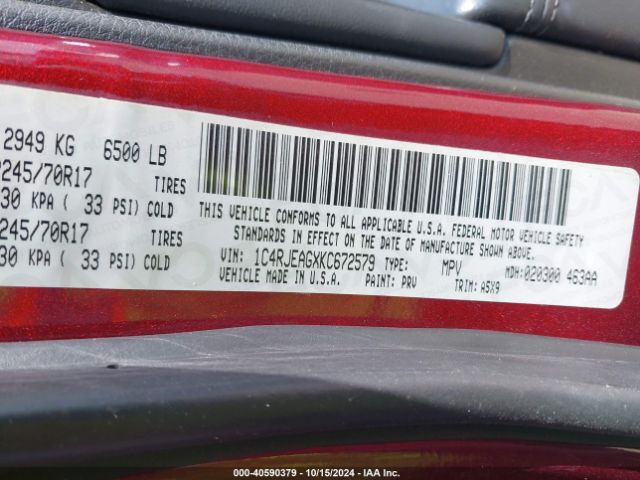 2949 KG 6500 LB
245/70R17 TIRES
30 KPA ( 33 PSI) COLD
245/70R17 TIRES
30 KPA ( 33 PSI) COLD
THIS VEHICLE CONFORMS TO ALL APPLICABLE U.S.A. FEDERAL MOTOR VEHICLE SAFETY
STANDARDS IN EFFECT ON THE DATE OF MANUFACTURE SHOWN ABOVE.
VIN: 1C4RJEAGXKC672579 TYPE: MPV MDH:020300 463AA
VEHICLE MADE IN U.S.A. PAINT: PRV TRIM: A5X9
000-40590379 - 10/15/2024 - IAA Inc.